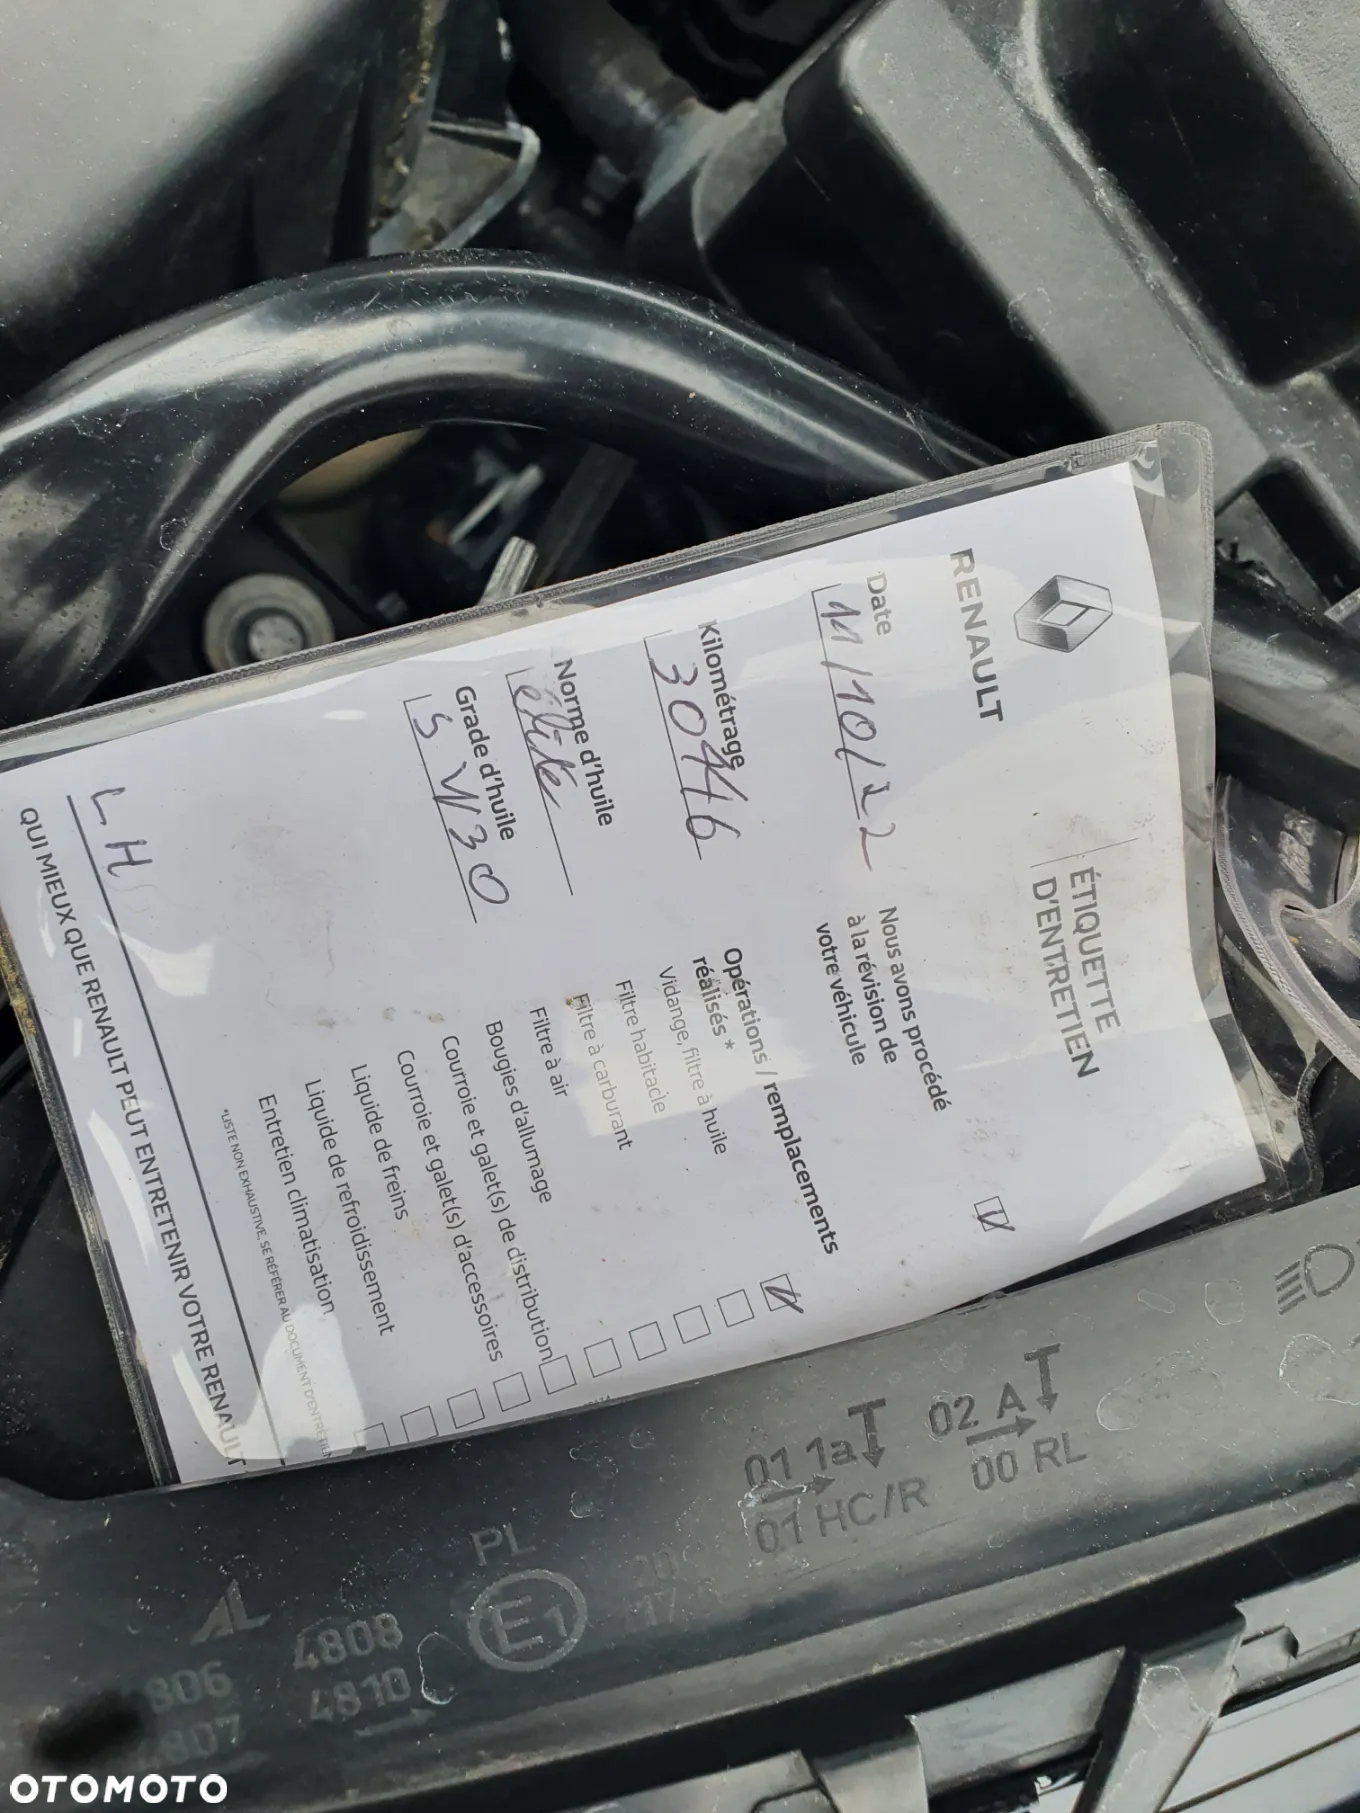 RENAULT
ÉTIQUETTE
D'ENTRETIEN
Date
11/10/22
Kilométrage
30446
Norme d'huile
élite
Grade d'huile
5W30
Nous avons procédé
à la révision de
votre véhicule
Opérations / remplacements
réalisés *
Vidange, filtre à huile
Filtre habitacle
Filtre à carburant
Filtre à air
Bougies d'allumage
Courroie et galet(s) de distribution
Courroie et galet(s) d'accessoires
Liquide de freins
Liquide de refroidissement
Entretien climatisation
*LISTE NON EXHAUSTIVE, SE RÉFÉRER AU DOCUMENT D'ENTRETIEN
LH
QUI MIEUX QUE RENAULT PEUT ENTRETENIR VOTRE RENAULT
02 A
00 RL
01 1a
01 HC/R
PL
E1
AL
4808
806
4810
4807
OTOMOTO